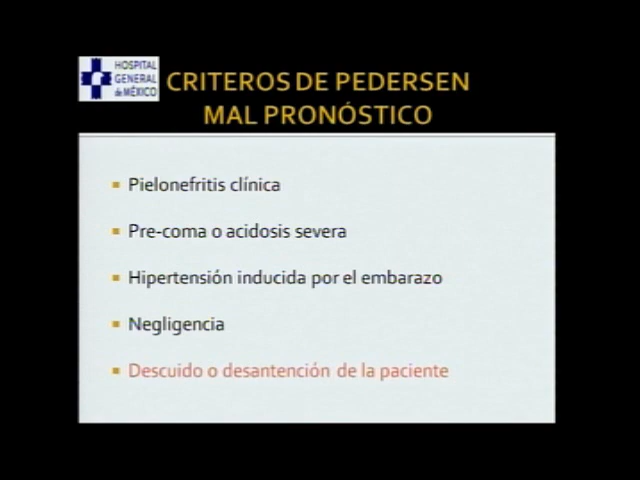 HOSPITAL
GENERAL
de MÉXICO
CRITEROS DE PEDERSEN
MAL PRONÓSTICO
Pielonefritis clínica
Pre-coma o acidosis severa
Hipertensión inducida por el embarazo
Negligencia
Descuido o desantención de la paciente